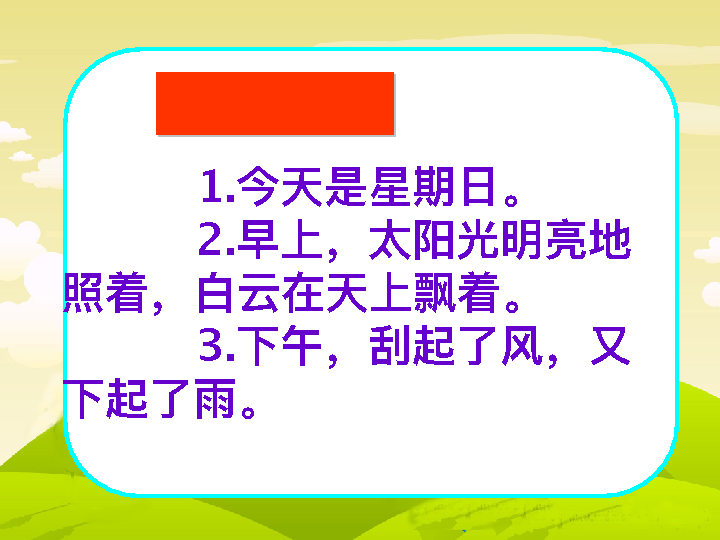 1.今天是星期日。
2.早上，太阳光明亮地
照着，白云在天上飘着。
3.下午，刮起了风，又
下起了雨。